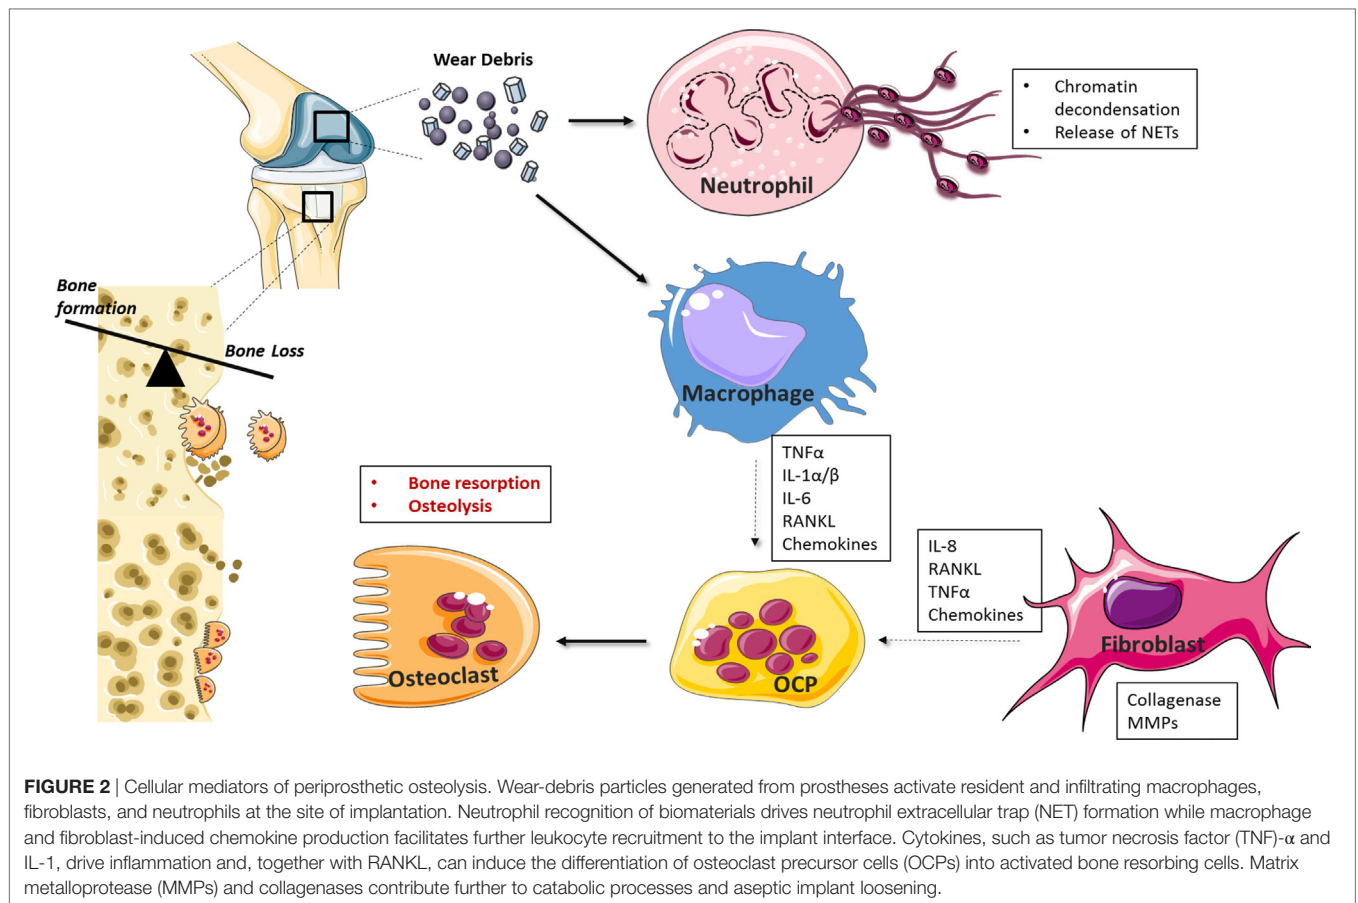 Wear Debris
• Chromatin
decondensation
• Release of NETs
Neutrophil
Bone
formation
Bone Loss
Macrophage
TNFα
IL-1α/β
IL-6
RANKL
Chemokines
• Bone resorption
• Osteolysis
IL-8
RANKL
TNFα
Chemokines
Fibroblast
Osteoclast
OCP
Collagenase
MMPs
FIGURE 2 | Cellular mediators of periprosthetic osteolysis. Wear-debris particles generated from prostheses activate resident and infiltrating macrophages,
fibroblasts, and neutrophils at the site of implantation. Neutrophil recognition of biomaterials drives neutrophil extracellular trap (NET) formation while macrophage
and fibroblast-induced chemokine production facilitates further leukocyte recruitment to the implant interface. Cytokines, such as tumor necrosis factor (TNF)-α and
IL-1, drive inflammation and, together with RANKL, can induce the differentiation of osteoclast precursor cells (OCPs) into activated bone resorbing cells. Matrix
metalloprotease (MMPs) and collagenases contribute further to catabolic processes and aseptic implant loosening.